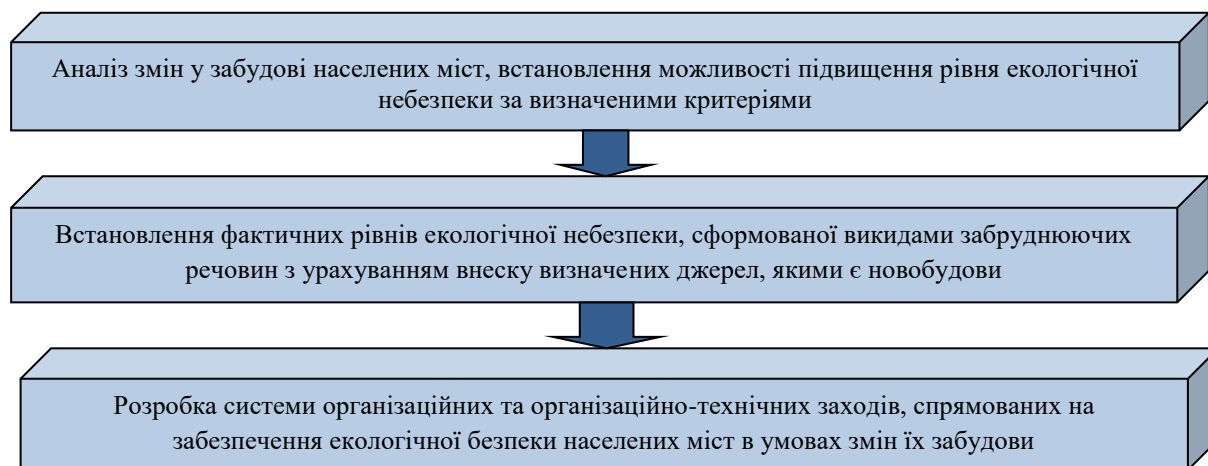 Аналіз змін у забудові населених міст, встановлення можливості підвищення рівня екологічної
небезпеки за визначеними критеріями
Встановлення фактичних рівнів екологічної небезпеки, сформованої викидами забруднюючих
речовин з урахуванням внеску визначених джерел, якими є новобудови
Розробка системи організаційних та організаційно-технічних заходів, спрямованих на
забезпечення екологічної безпеки населених міст в умовах змін їх забудови